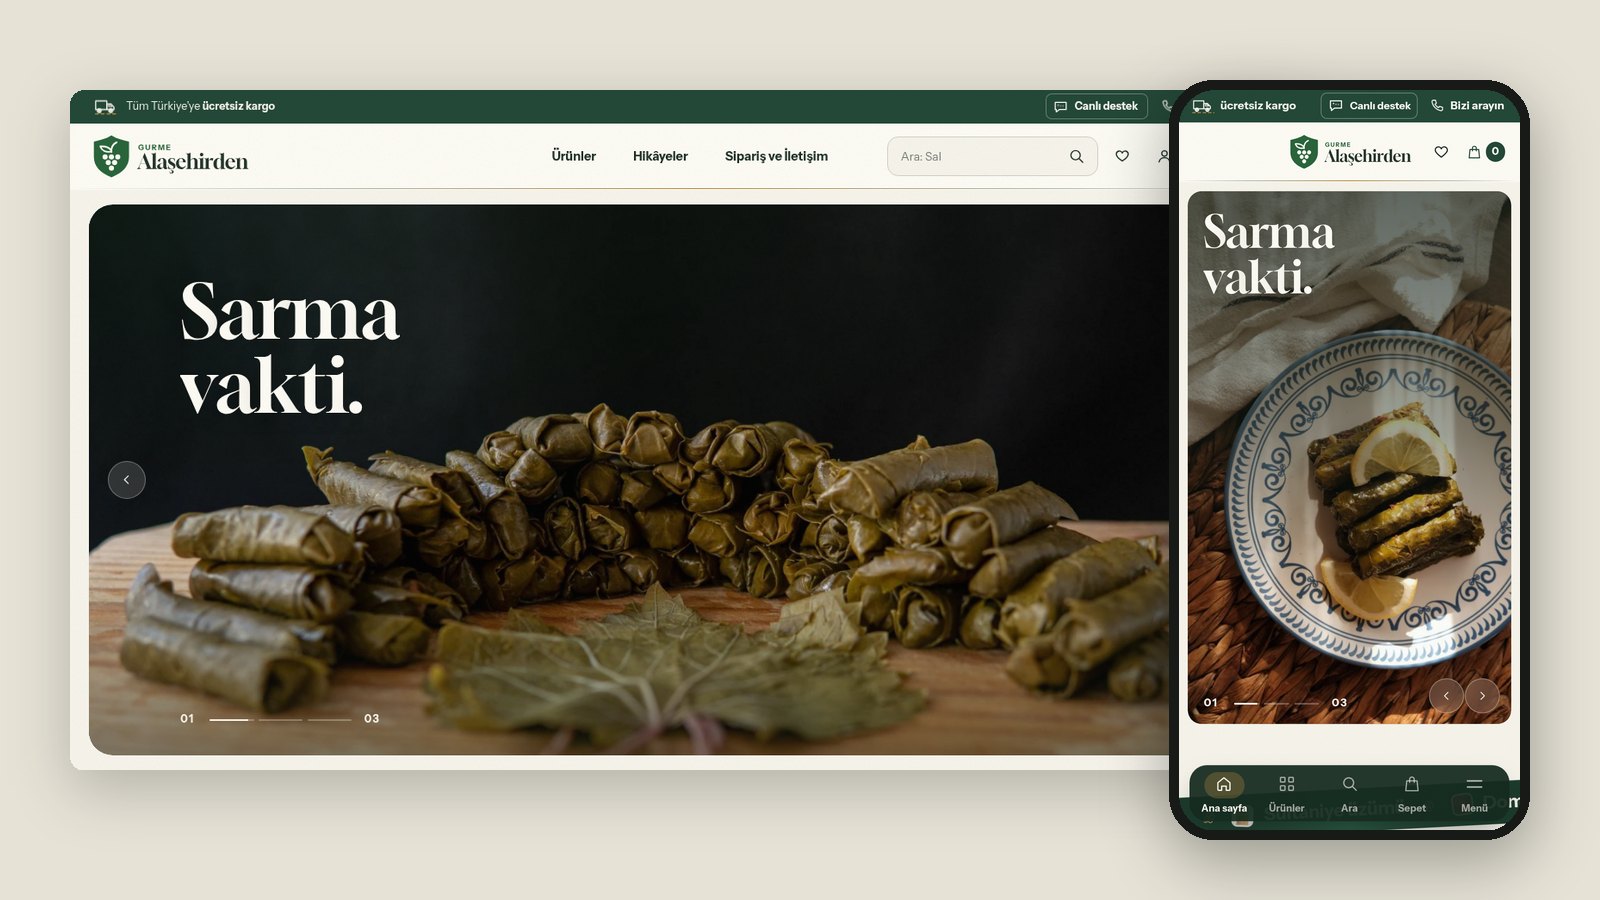 Tüm Türkiye'ye ücretsiz kargo
Canlı destek
GURME
Alaşehirden
Ürünler
Hikâyeler
Sipariş ve İletişim
Ara: Sal
Sarma
vakti.
01
03
ücretsiz kargo
Canlı destek
Bizi arayın
GURME
Alaşehirden
0
Sarma
vakti.
01
03
Ana sayfa
Ürünler
Ara
Sepet
Menü